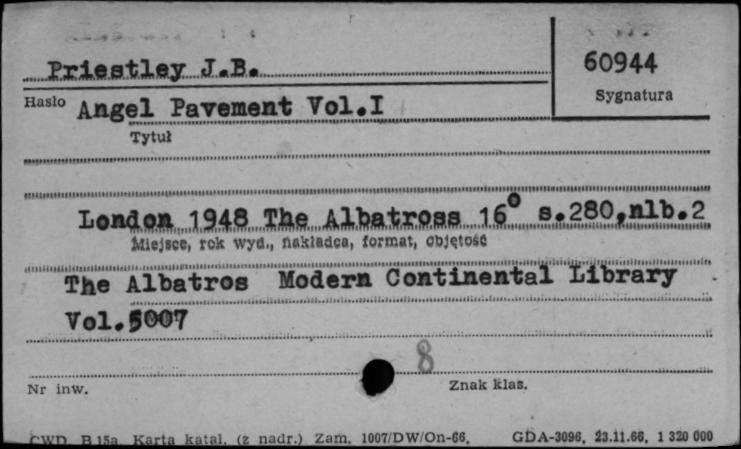 Priestley J.B.
60944
Hasło
Sygnatura
Angel Pavement Vol.I
Tytuł
London 1948 The Albatross 16° s.280,nlb.2
Miejsce, rok wyd., nakładca, format, objętość
The Albatros Modern Continental Library
Vol.5007
8
Nr inw.
Znak klas.
CWD B 15a Karta katal. (z nadr.) Zam. 1007/DW/On-66. GDA-3096, 23.11.66, 1 320 000